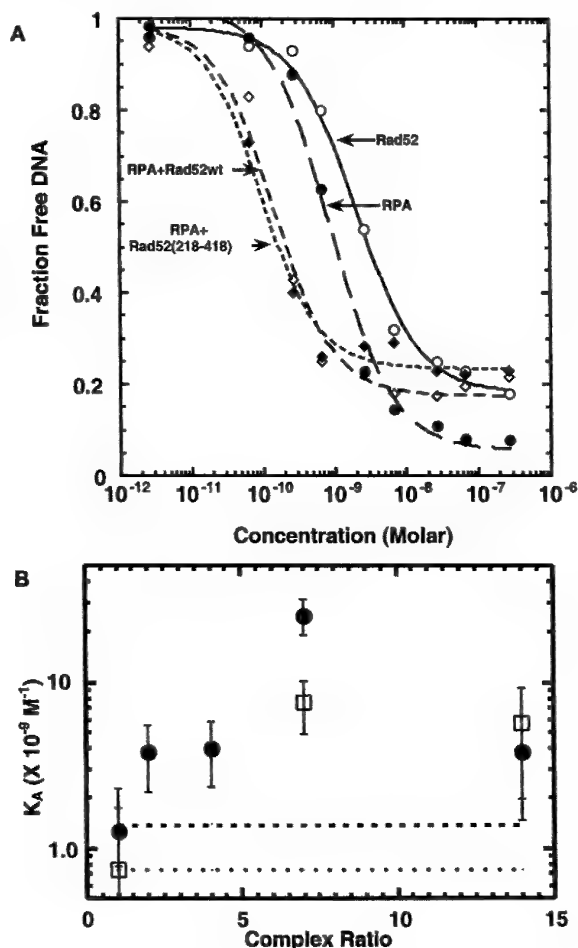 A
Fraction Free DNA
1
0.8
0.6
0.4
0.2
0
Rad52
RPA+Rad52wt
RPA
RPA+
Rad52(218-418)
10-12
10-11
10-10
10-9
10-8
10-7
10-6
Concentration (Molar)
B
KA (X 10-9 M-1)
10
1.0
0
5
10
15
Complex Ratio